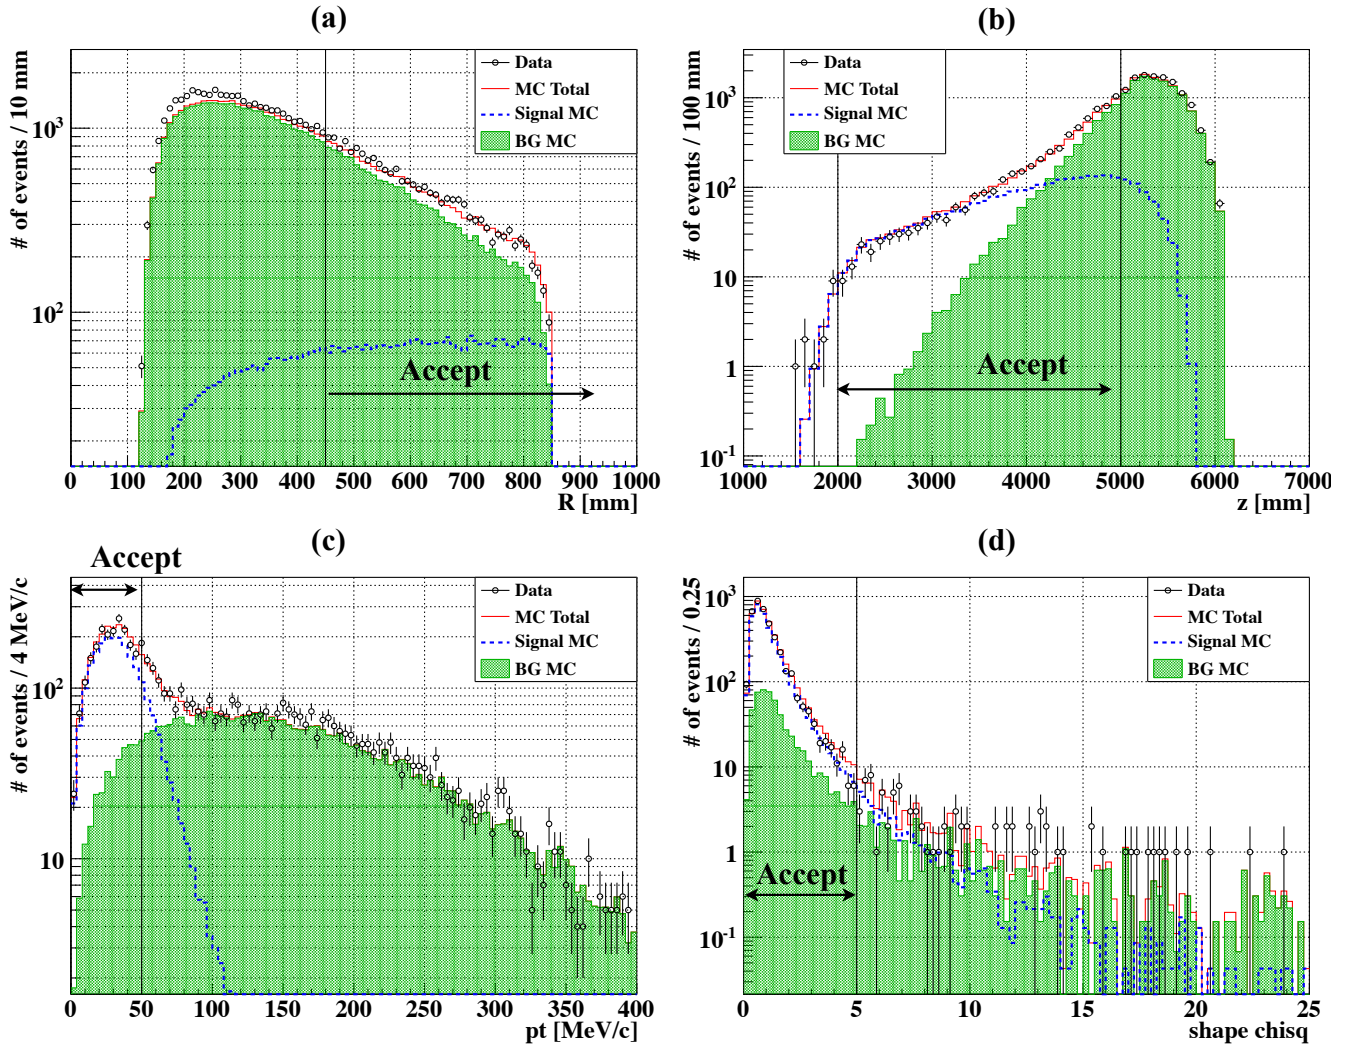 (a)
# of events / 10 mm
Data
MC Total
Signal MC
BG MC
10³
10²
Accept
0 100 200 300 400 500 600 700 800 900 1000
R [mm]
(b)
# of events / 100 mm
Data
MC Total
Signal MC
BG MC
10³
10²
10
1
10⁻¹
Accept
1000 2000 3000 4000 5000 6000 7000
z [mm]
(c)
Accept
# of events / 4 MeV/c
Data
MC Total
Signal MC
BG MC
10²
10
0 50 100 150 200 250 300 350 400
pt [MeV/c]
(d)
# of events / 0.25
Data
MC Total
Signal MC
BG MC
10³
10²
10
1
10⁻¹
Accept
0 5 10 15 20 25
shape chisq